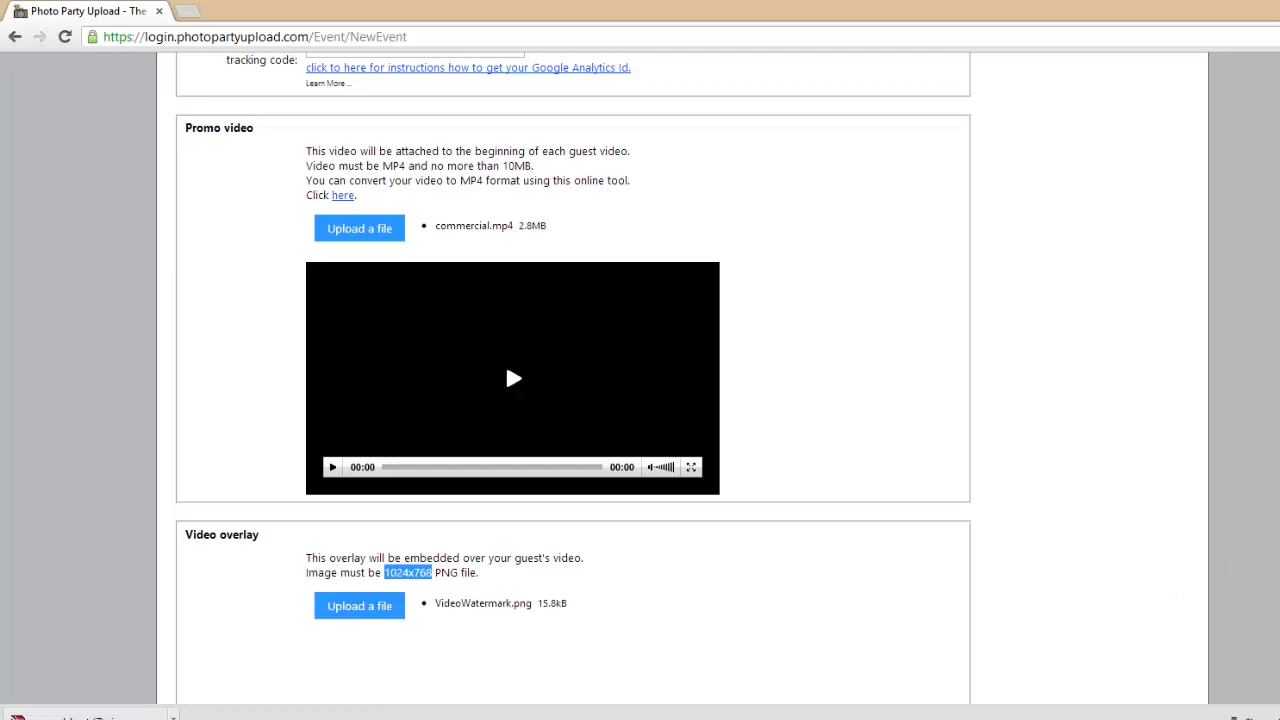 Photo Party Upload - The
https://login.photopartyupload.com/Event/NewEvent
tracking code:
click to here for instructions how to get your Google Analytics Id.
Learn More ...
Promo video
This video will be attached to the beginning of each guest video.
Video must be MP4 and no more than 10MB.
You can convert your video to MP4 format using this online tool.
Click here.
Upload a file
commercial.mp4 2.8MB
00:00
00:00
Video overlay
This overlay will be embedded over your guest's video.
Image must be 1024x768 PNG file.
Upload a file
VideoWatermark.png 15.8kB